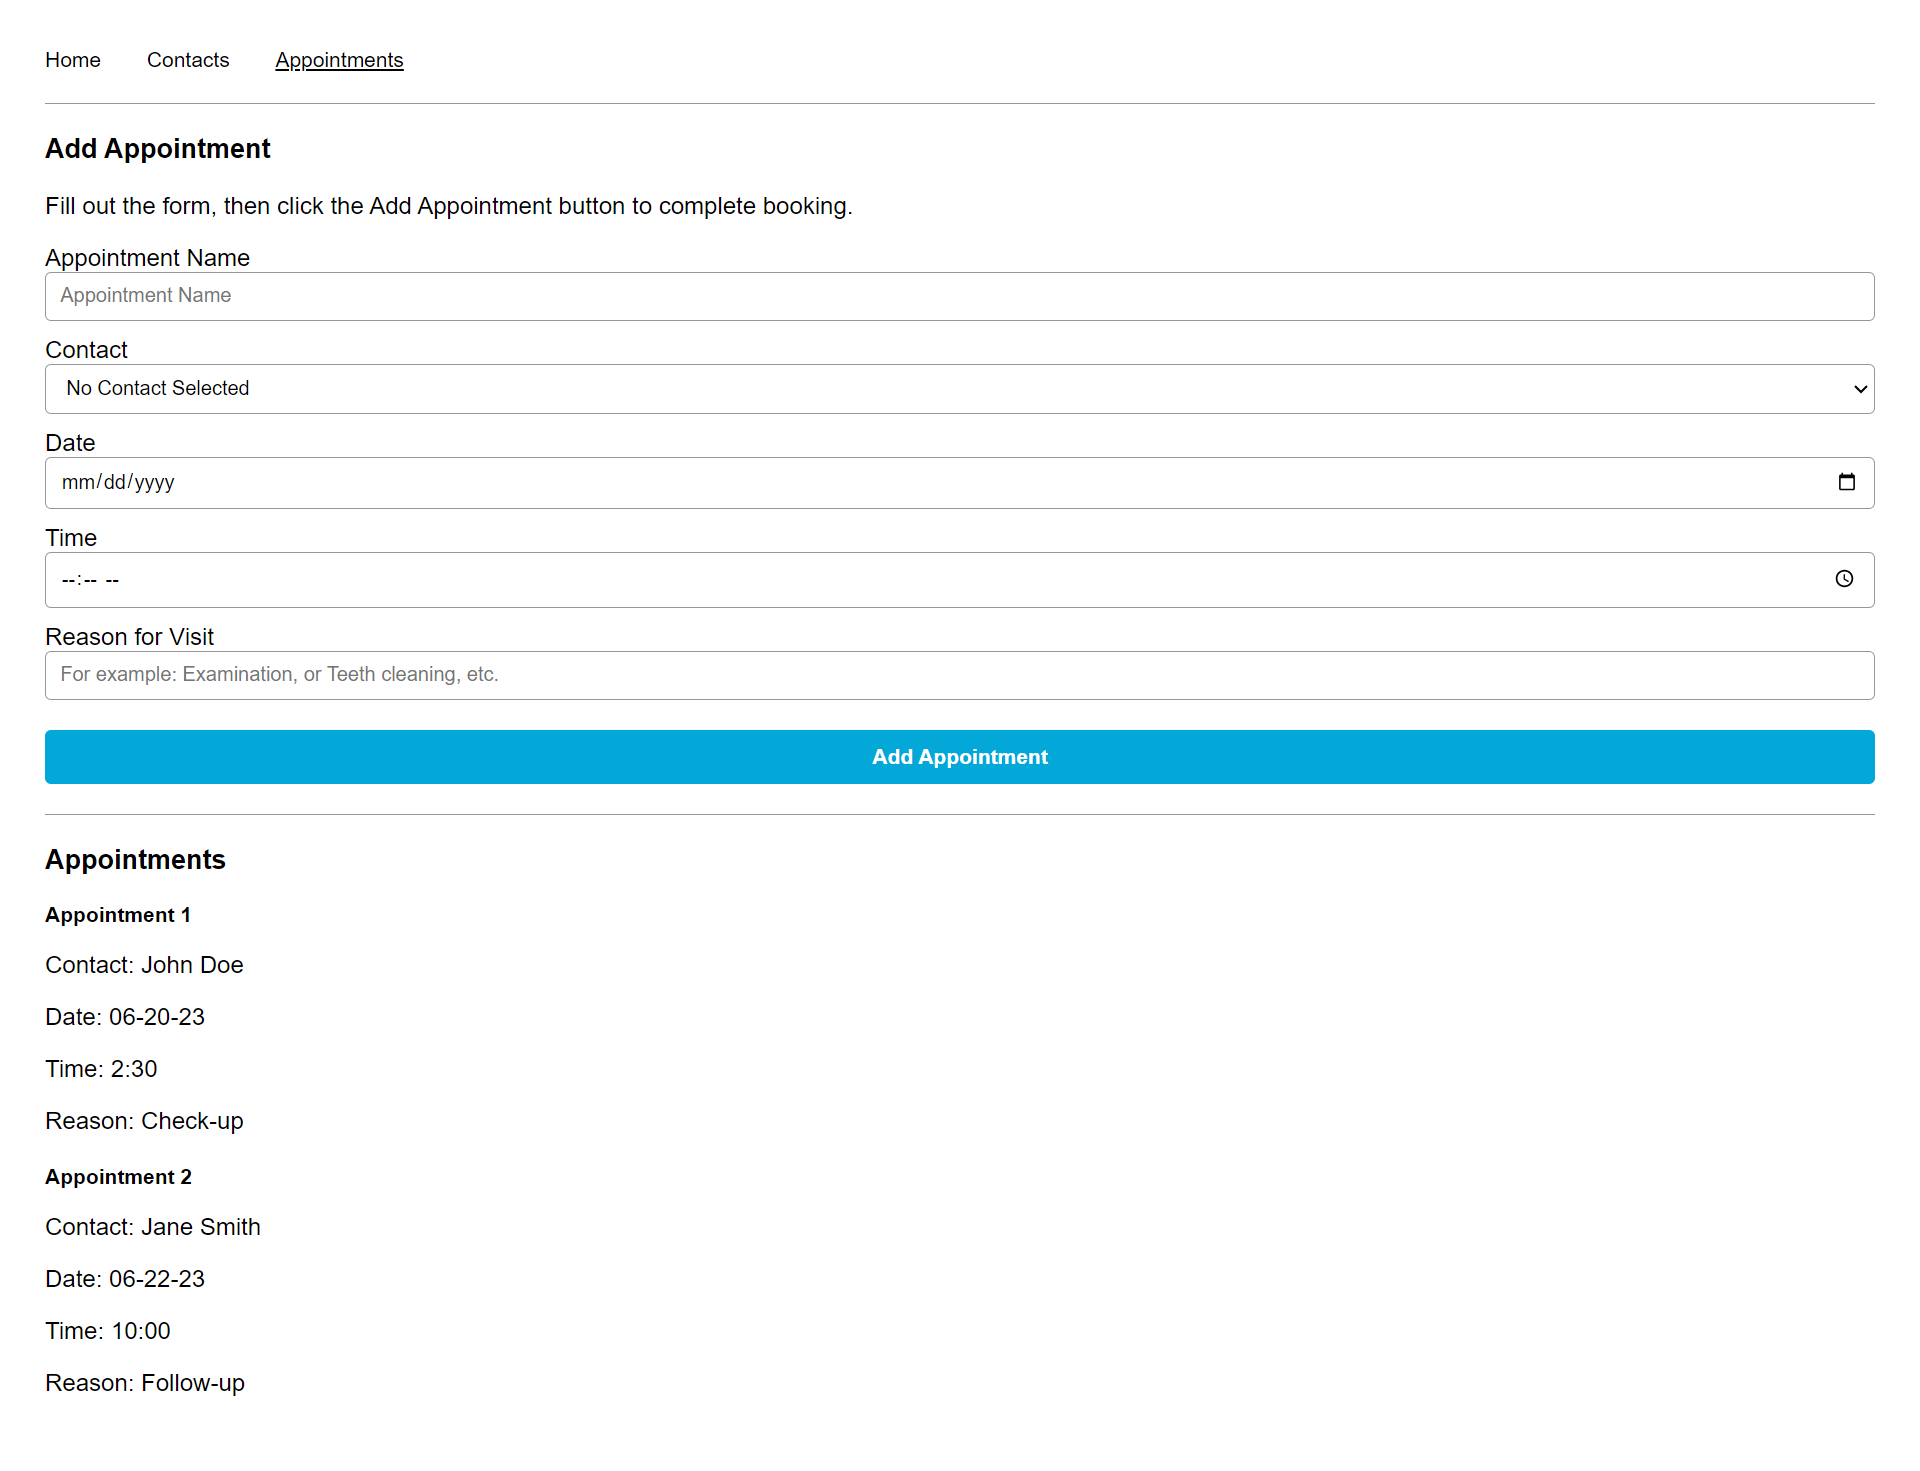 Home Contacts Appointments
Add Appointment
Fill out the form, then click the Add Appointment button to complete booking.
Appointment Name
Appointment Name
Contact
No Contact Selected
Date
mm/dd/yyyy
Time
--:-- --
Reason for Visit
For example: Examination, or Teeth cleaning, etc.
Add Appointment
Appointments
Appointment 1
Contact: John Doe
Date: 06-20-23
Time: 2:30
Reason: Check-up
Appointment 2
Contact: Jane Smith
Date: 06-22-23
Time: 10:00
Reason: Follow-up